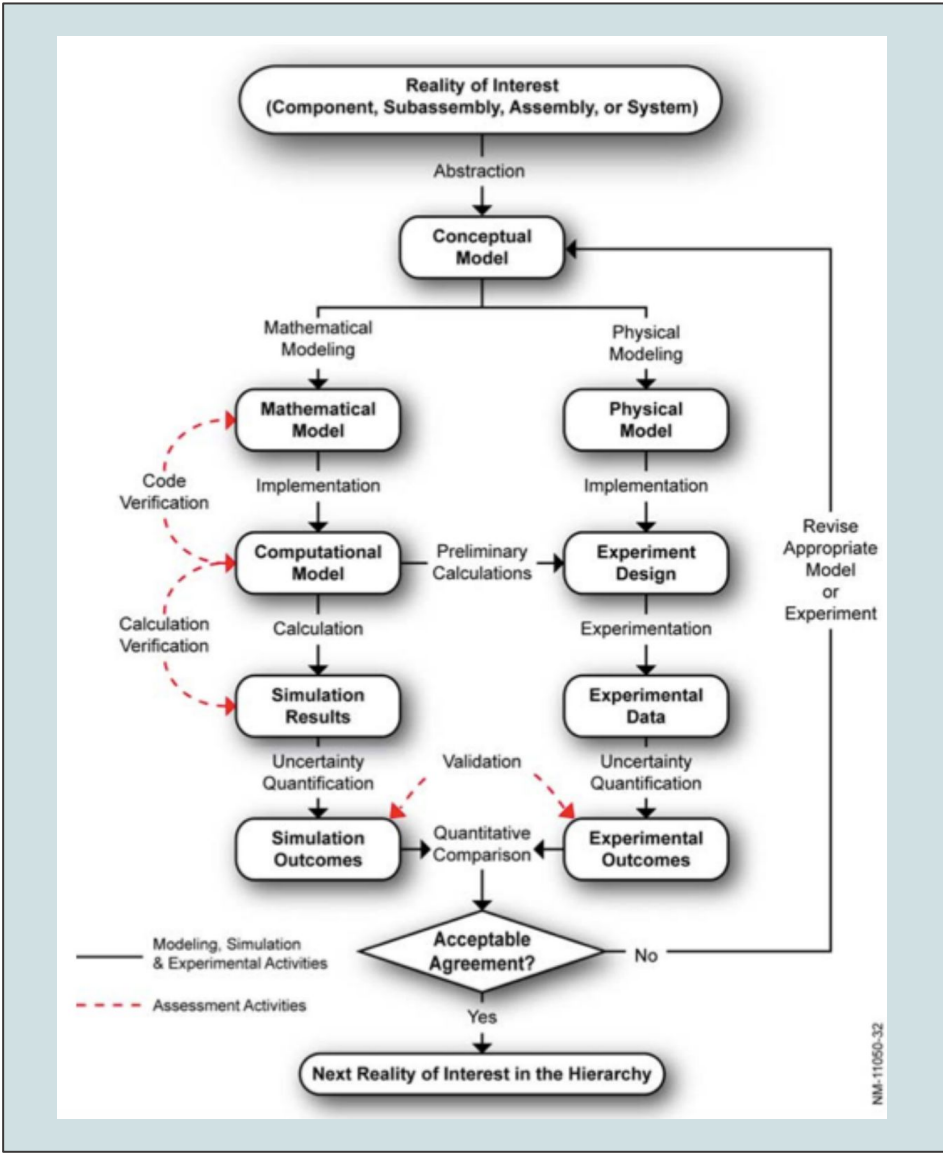 Reality of Interest
(Component, Subassembly, Assembly, or System)
Abstraction
Conceptual
Model
Mathematical
Modeling
Physical
Modeling
Mathematical
Model
Physical
Model
Code
Verification
Implementation
Implementation
Revise
Appropriate
Model
or
Experiment
Computational
Model
Preliminary
Calculations
Experiment
Design
Calculation
Verification
Calculation
Experimentation
Simulation
Results
Experimental
Data
Uncertainty
Quantification
Validation
Uncertainty
Quantification
Simulation
Outcomes
Quantitative
Comparison
Experimental
Outcomes
Acceptable
Agreement?
No
Modeling, Simulation
& Experimental Activities
Assessment Activities
Yes
Next Reality of Interest in the Hierarchy
NM-11050-32